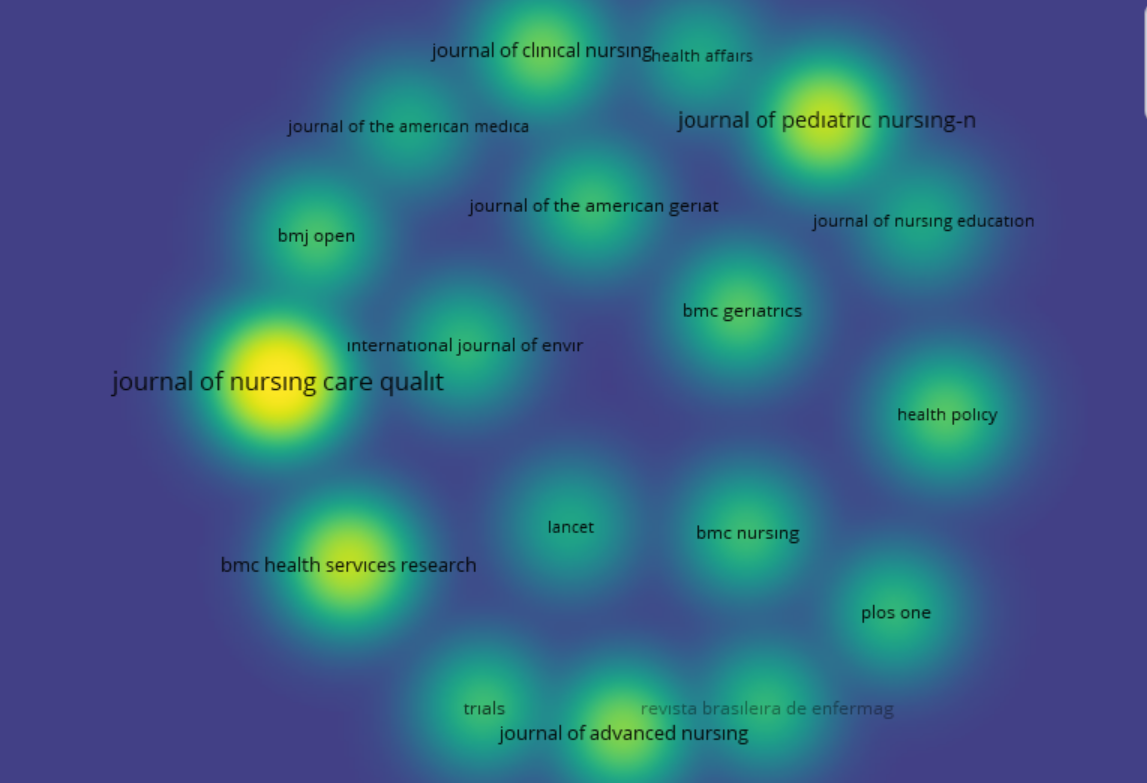 journal of clinical nursing
health affairs
journal of pediatric nursing-n
journal of the american medica
journal of the american geriat
journal of nursing education
bmj open
bmc geriatrics
international journal of envir
journal of nursing care qualit
health policy
lancet
bmc nursing
bmc health services research
plos one
trials
revista brasileira de enfermag
journal of advanced nursing